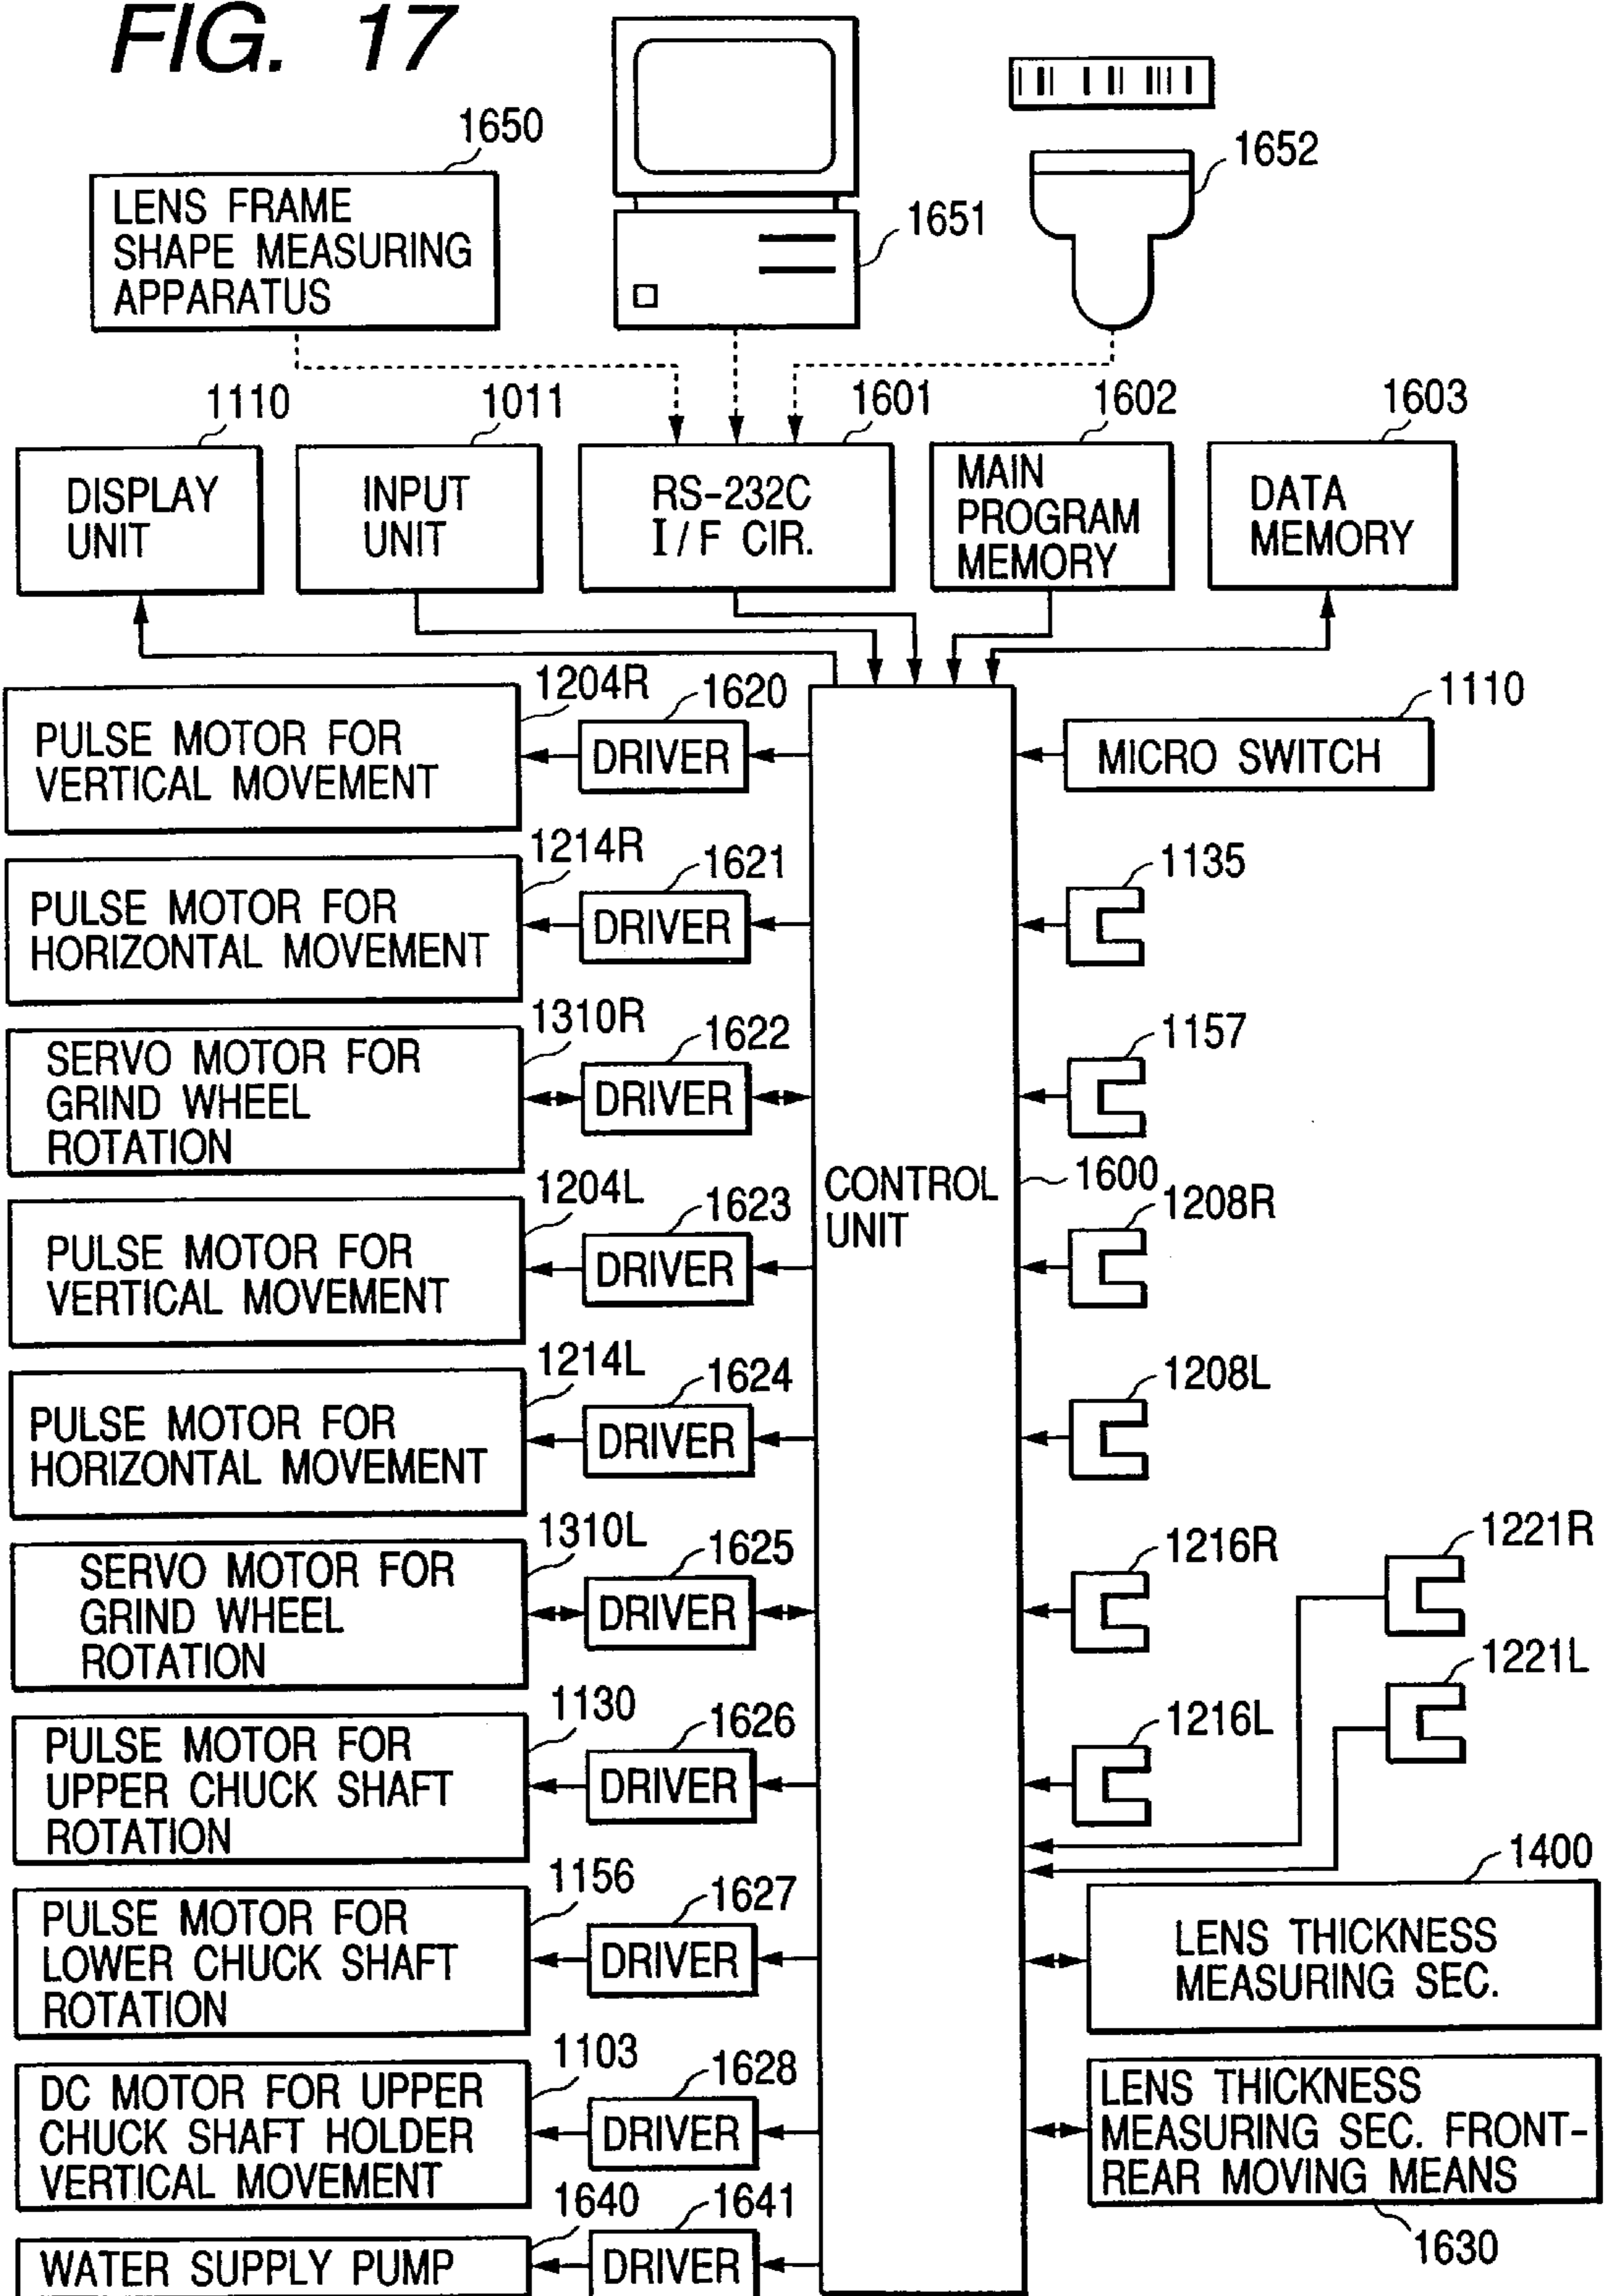 FIG. 17
1650
LENS FRAME
SHAPE MEASURING
APPARATUS
1651
1652
1110
DISPLAY
UNIT
1011
INPUT
UNIT
1601
RS-232C
I/F CIR.
1602
MAIN
PROGRAM
MEMORY
1603
DATA
MEMORY
1204R
PULSE MOTOR FOR
VERTICAL MOVEMENT
1620
DRIVER
1214R
PULSE MOTOR FOR
HORIZONTAL MOVEMENT
1621
DRIVER
1310R
SERVO MOTOR FOR
GRIND WHEEL
ROTATION
1622
DRIVER
1204L
PULSE MOTOR FOR
VERTICAL MOVEMENT
1623
DRIVER
1214L
PULSE MOTOR FOR
HORIZONTAL MOVEMENT
1624
DRIVER
1310L
SERVO MOTOR FOR
GRIND WHEEL
ROTATION
1625
DRIVER
1130
PULSE MOTOR FOR
UPPER CHUCK SHAFT
ROTATION
1626
DRIVER
1156
PULSE MOTOR FOR
LOWER CHUCK SHAFT
ROTATION
1627
DRIVER
1103
DC MOTOR FOR UPPER
CHUCK SHAFT HOLDER
VERTICAL MOVEMENT
1628
DRIVER
1640
WATER SUPPLY PUMP
1641
DRIVER
CONTROL
UNIT
1600
1110
MICRO SWITCH
1135
1157
1208R
1208L
1216R
1221R
1221L
1216L
1400
LENS THICKNESS
MEASURING SEC.
LENS THICKNESS
MEASURING SEC. FRONT-
REAR MOVING MEANS
1630